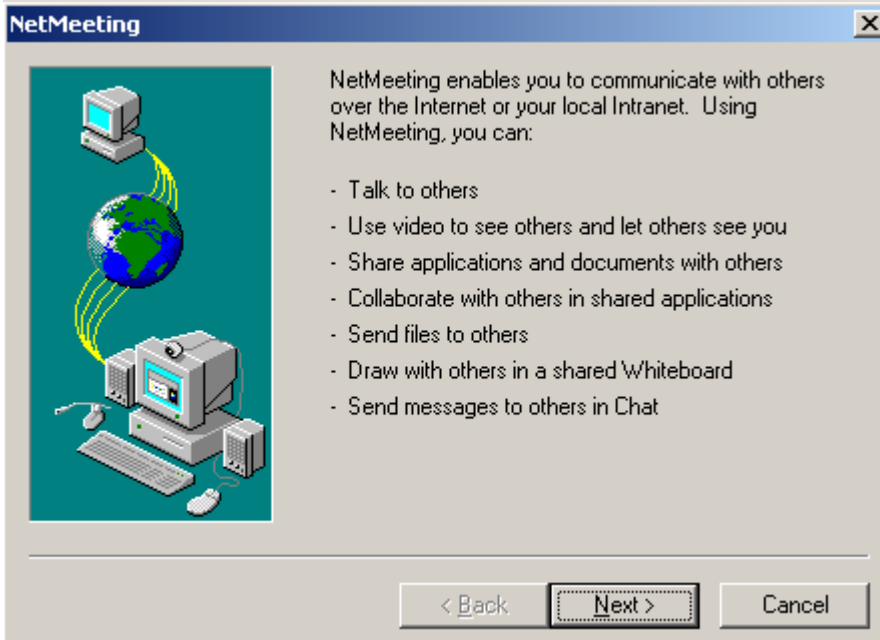 NetMeeting
NetMeeting enables you to communicate with others
over the Internet or your local Intranet.  Using
NetMeeting, you can:
- Talk to others
- Use video to see others and let others see you
- Share applications and documents with others
- Collaborate with others in shared applications
- Send files to others
- Draw with others in a shared Whiteboard
- Send messages to others in Chat
< Back
Next >
Cancel